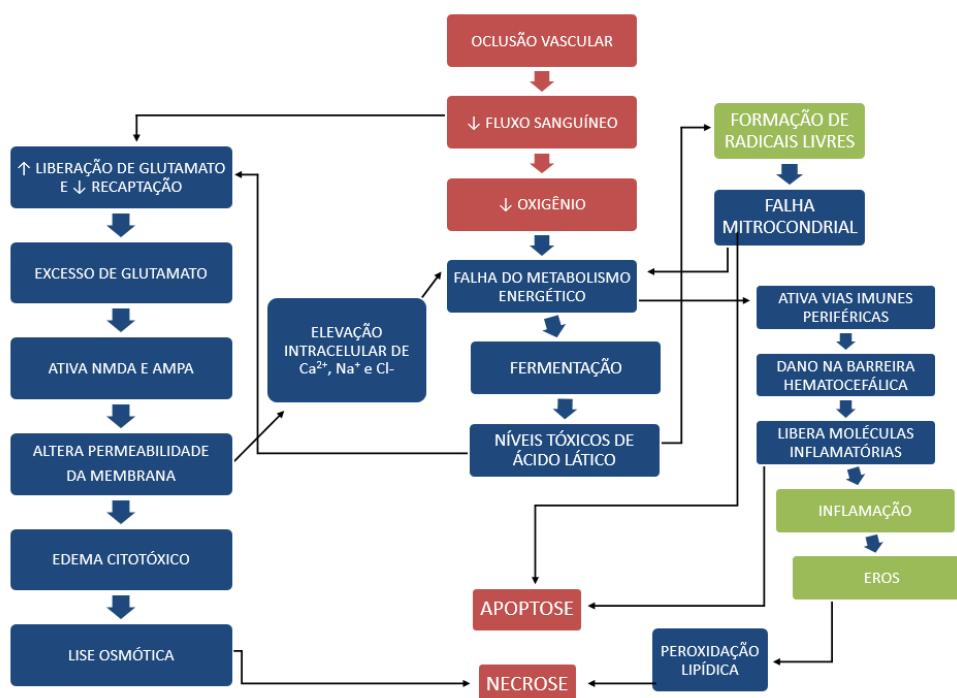 OCLUSÃO VASCULAR
↓ FLUXO SANGUÍNEO
↓ OXIGÊNIO
FALHA DO METABOLISMO
ENERGÉTICO
FERMENTAÇÃO
NÍVEIS TÓXICOS DE
ÁCIDO LÁTICO
↑ LIBERAÇÃO DE GLUTAMATO
E ↓ RECAPTAÇÃO
EXCESSO DE GLUTAMATO
ATIVA NMDA E AMPA
ALTERA PERMEABILIDADE
DA MEMBRANA
EDEMA CITOTÓXICO
LISE OSMÓTICA
ELEVAÇÃO
INTRACELULAR DE
Ca²⁺, Na⁺ e Cl-
FORMAÇÃO DE
RADICAIS LIVRES
FALHA
MITROCONDRIAL
ATIVA VIAS IMUNES
PERIFÉRICAS
DANO NA BARREIRA
HEMATOCEFÁLICA
LIBERA MOLÉCULAS
INFLAMATÓRIAS
INFLAMAÇÃO
EROS
PEROXIDAÇÃO
LIPÍDICA
APOPTOSE
NECROSE